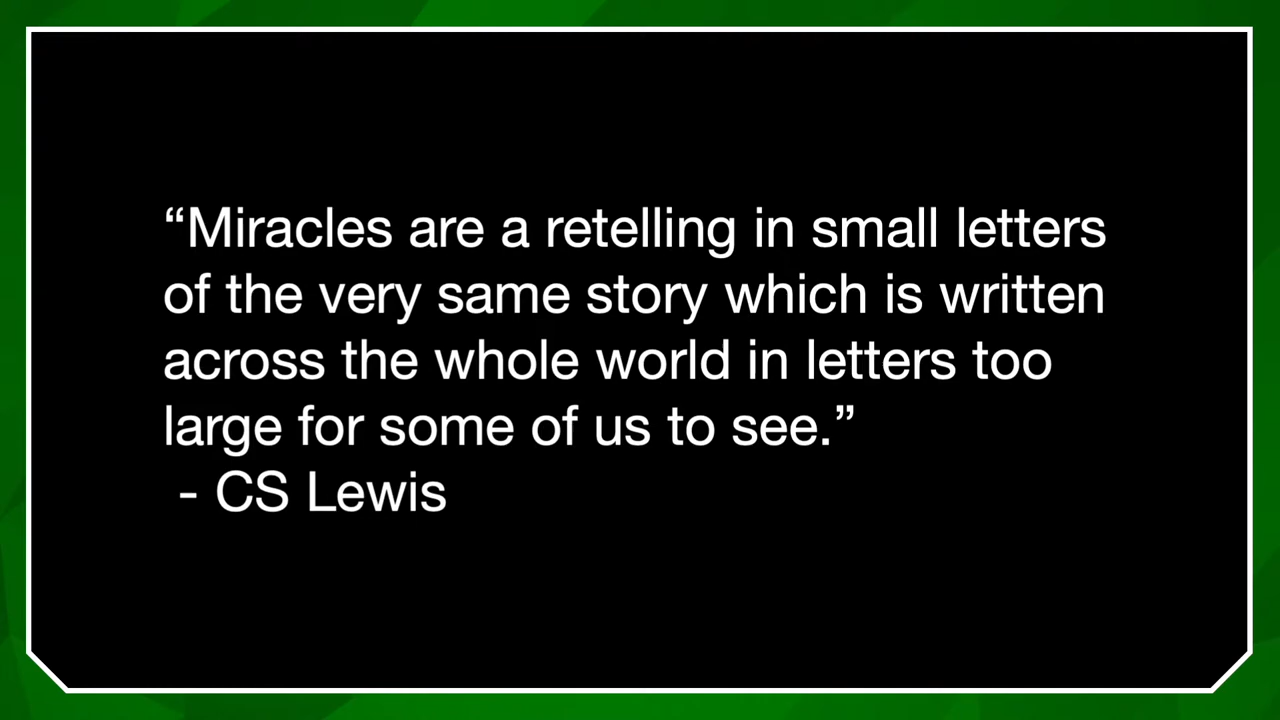 “Miracles are a retelling in small letters
of the very same story which is written
across the whole world in letters too
large for some of us to see.”
- CS Lewis